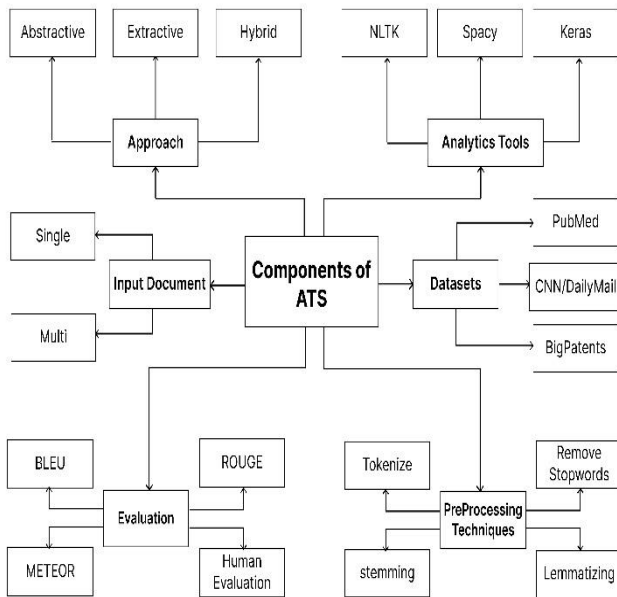 Abstractive
Extractive
Hybrid
NLTK
Spacy
Keras
Approach
Analytics Tools
Single
Input Document
Multi
Components of
ATS
Datasets
PubMed
CNN/DailyMail
BigPatents
BLEU
ROUGE
Evaluation
METEOR
Human
Evaluation
Tokenize
Remove
Stopwords
PreProcessing
Techniques
stemming
Lemmatizing